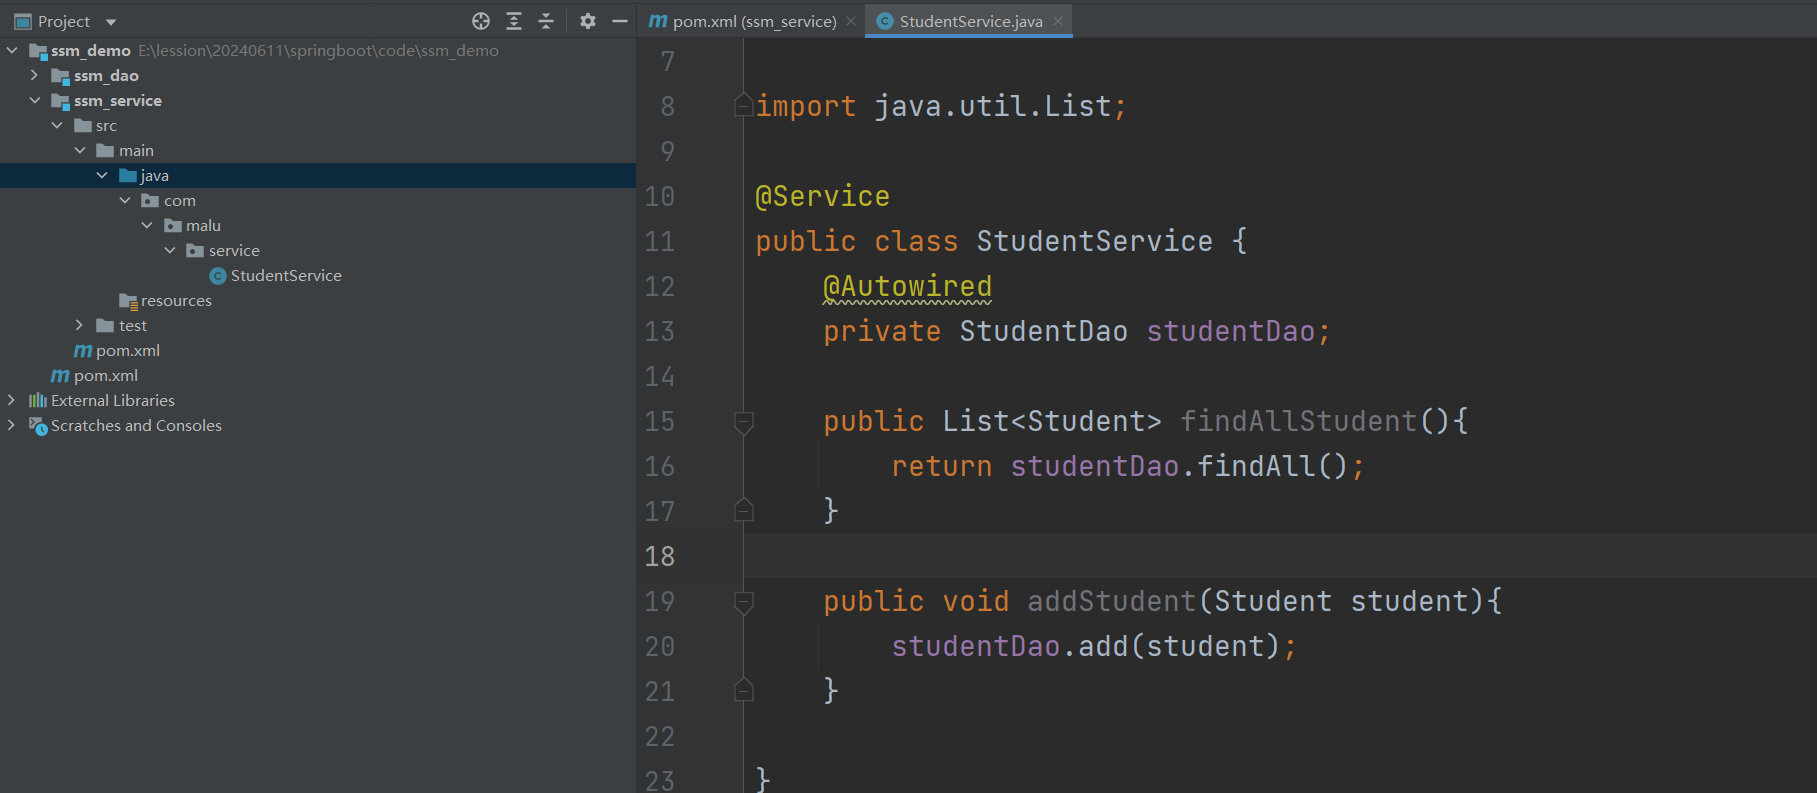 Project
ssm_demo E:\lession\20240611\springboot\code\ssm_demo
ssm_dao
ssm_service
src
main
java
com
malu
service
StudentService
resources
test
pom.xml
pom.xml
External Libraries
Scratches and Consoles
pom.xml (ssm_service)
StudentService.java
7
8 import java.util.List;
9
10 @Service
11 public class StudentService {
12 @Autowired
13 private StudentDao studentDao;
14
15 public List<Student> findAllStudent(){
16 return studentDao.findAll();
17 }
18
19 public void addStudent(Student student){
20 studentDao.add(student);
21 }
22
23 }